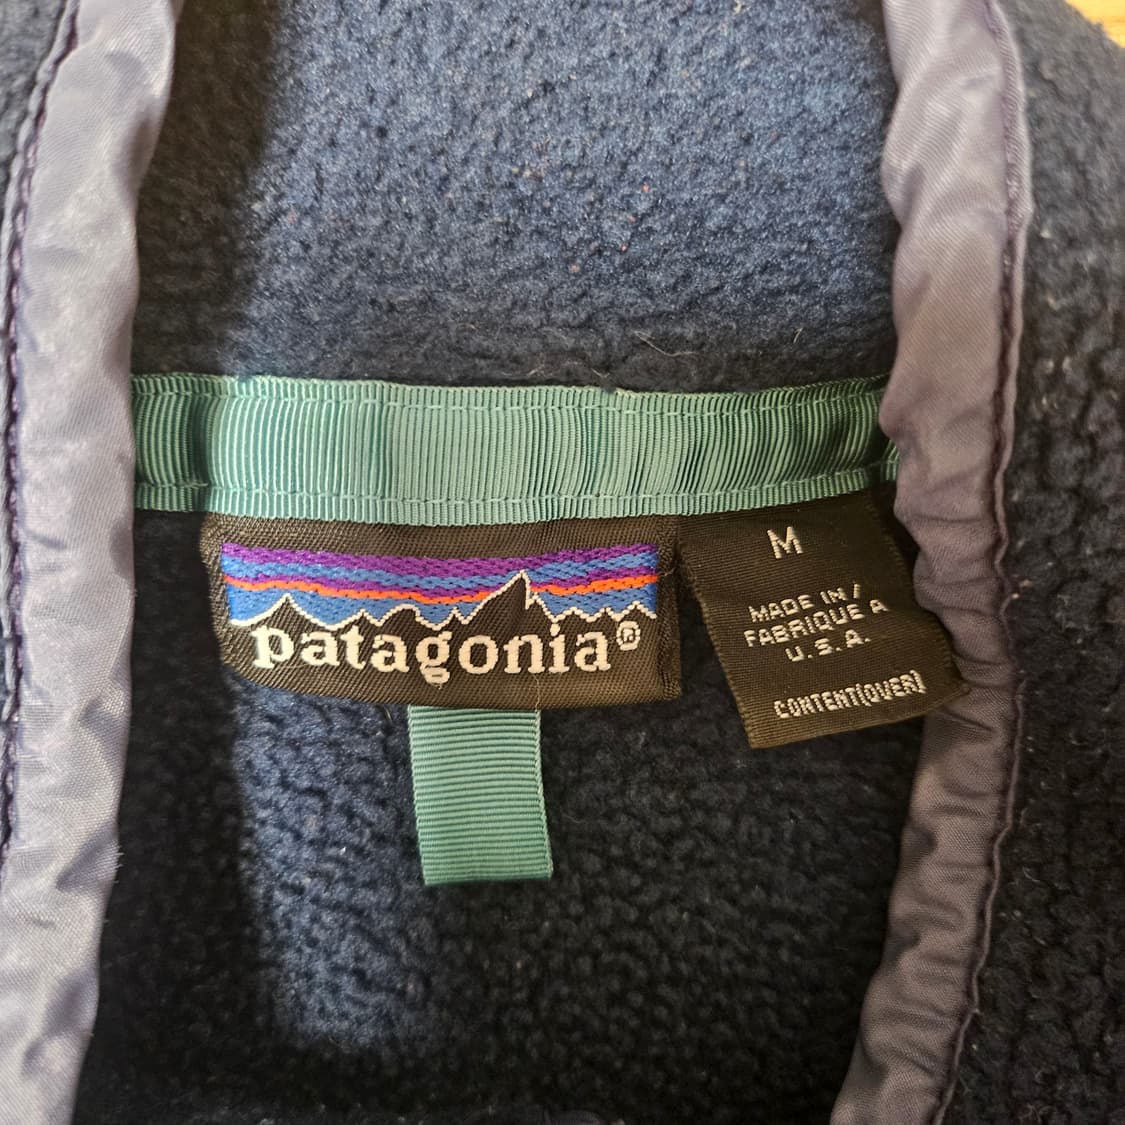 patagonia®
M
MADE IN/
FABRIQUE A
U.S.A.
CONTENT(OVER)